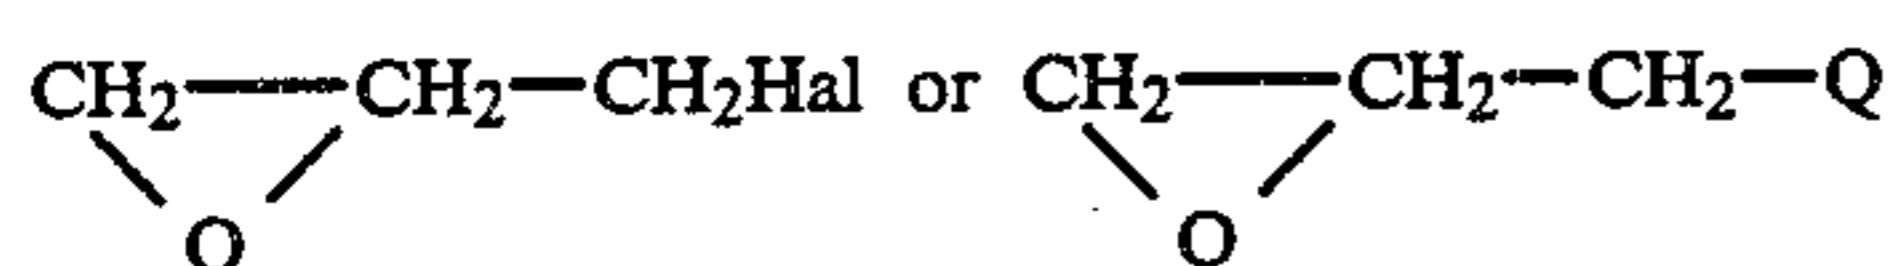 CH₂—CH₂—CH₂Hal or CH₂—CH₂—CH₂—Q
O O